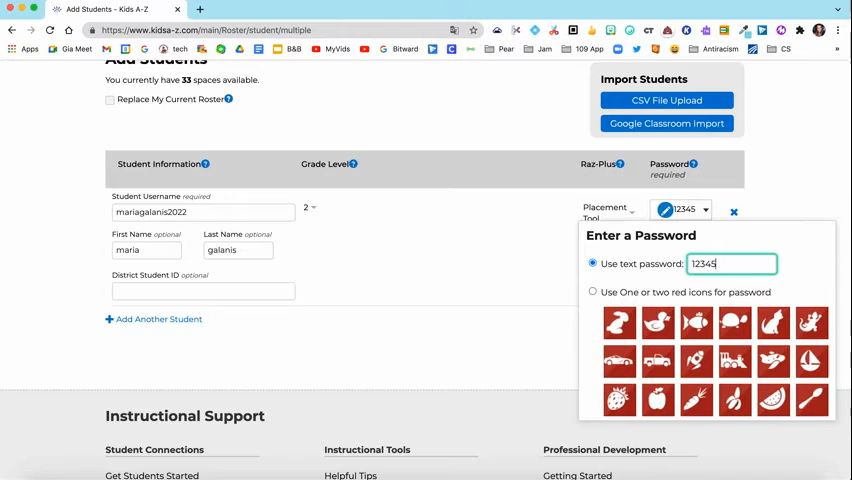 Add Students - Kids A-Z
https://www.kidsa-z.com/main/Roster/student/multiple
Apps Gia Meet tech B&B MyVids Bitward Pear Jam 109 App Antiracism CS
Add Students
You currently have 33 spaces available.
Replace My Current Roster
Import Students
CSV File Upload
Google Classroom Import
Student Information Grade Level Raz-Plus Password
required
Student Username required
mariagalanis2022
2
Placement
Tool
12345
First Name optional Last Name optional
maria galanis
District Student ID optional
Add Another Student
Enter a Password
Use text password: 12345
Use One or two red icons for password
Instructional Support
Student Connections Instructional Tools Professional Development
Get Students Started Helpful Tips Getting Started